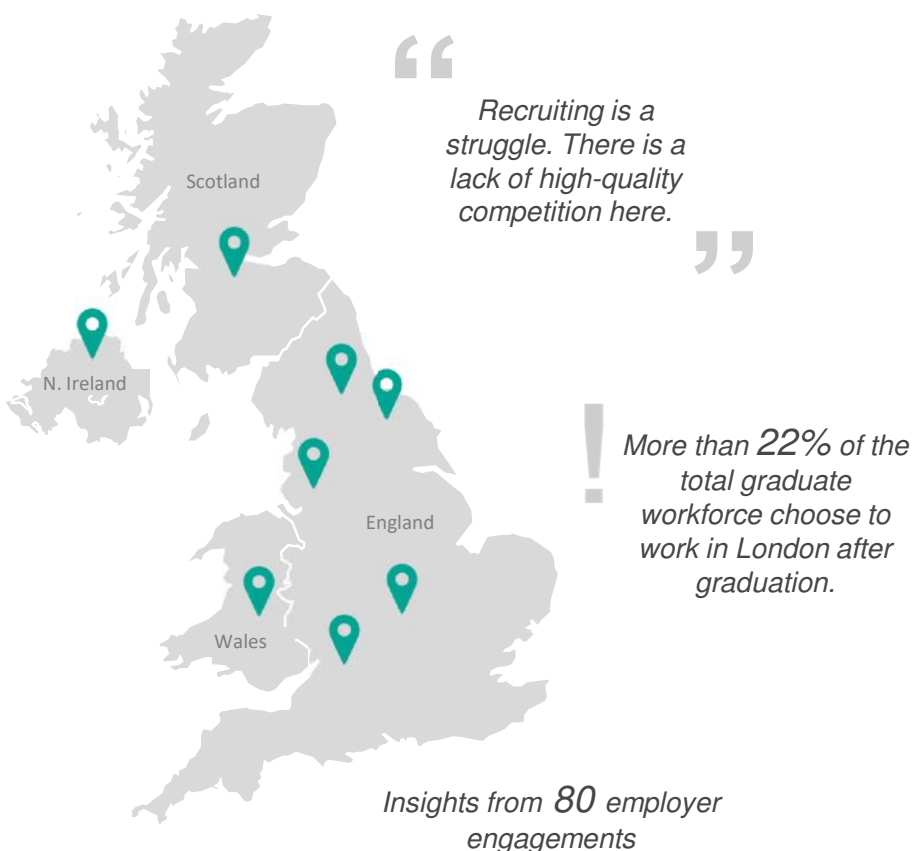 “
Recruiting is a
struggle. There is a
lack of high-quality
competition here.
”
Scotland
N. Ireland
!
More than 22% of the
total graduate
workforce choose to
work in London after
graduation.
England
Wales
Insights from 80 employer
engagements